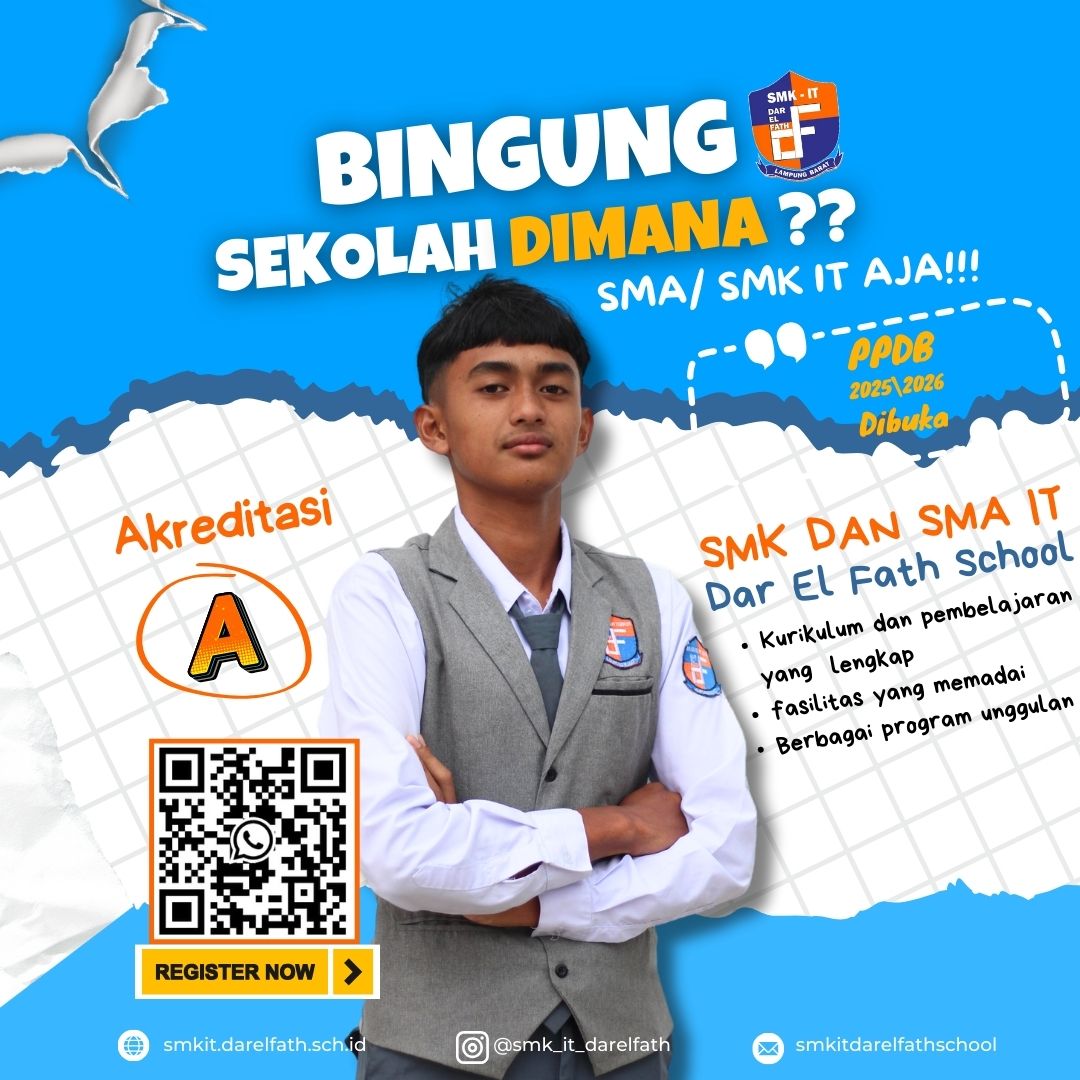 BINGUNG
SMK - IT
DAR
EL
FATH
LAMPUNG BARAT
SEKOLAH DIMANA ??
SMA/ SMK IT AJA!!!
PPDB
2025\2026
Dibuka
Akreditasi
A
SMK DAN SMA IT
Dar El Fath School
• Kurikulum dan pembelajaran
yang lengkap
• fasilitas yang memadai
• Berbagai program unggulan
REGISTER NOW
smkit.darelfath.sch.id
@smk_it_darelfath
smkitdarelfathschool